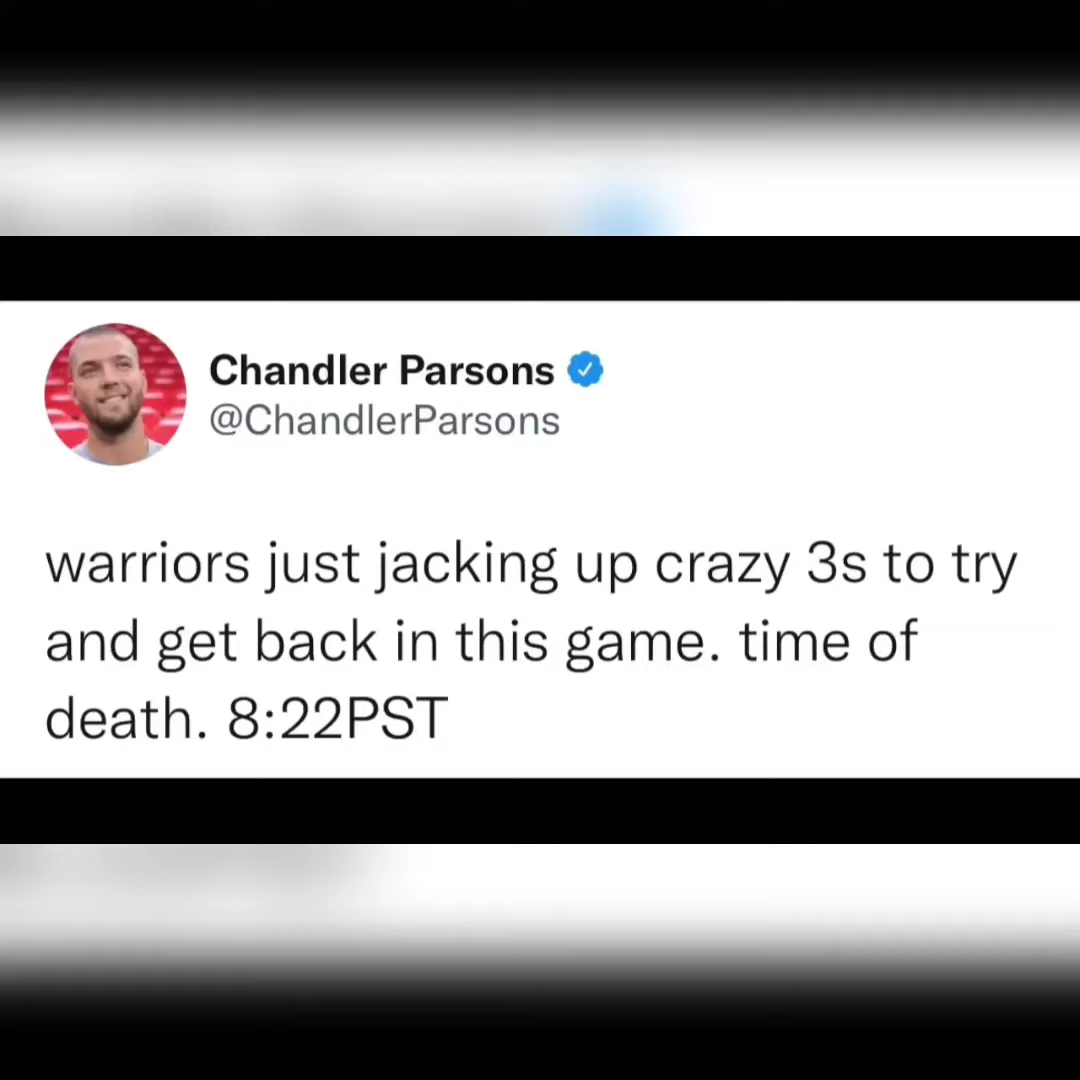 Chandler Parsons
@ChandlerParsons
warriors just jacking up crazy 3s to try
and get back in this game. time of
death. 8:22PST